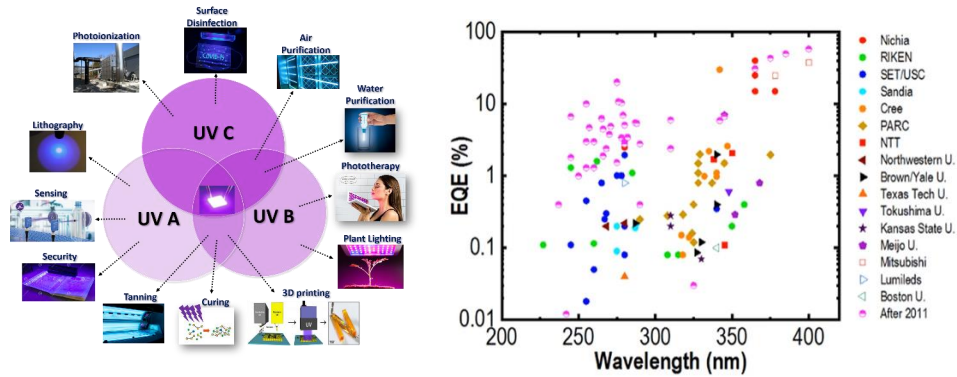 Surface
Disinfection
Photoionization
Air
Purification
Water
Purification
UV C
Lithography
Phototherapy
Sensing
UV A
UV B
Plant Lighting
Security
Tanning
Curing
3D printing
UV
EQE (%)
100
10
1
0.1
0.01
200
250
300
350
400
Wavelength (nm)
Nichia
RIKEN
SET/USC
Sandia
Cree
PARC
NTT
Northwestern U.
Brown/Yale U.
Texas Tech U.
Tokushima U.
Kansas State U.
Meijo U.
Mitsubishi
Lumileds
Boston U.
After 2011